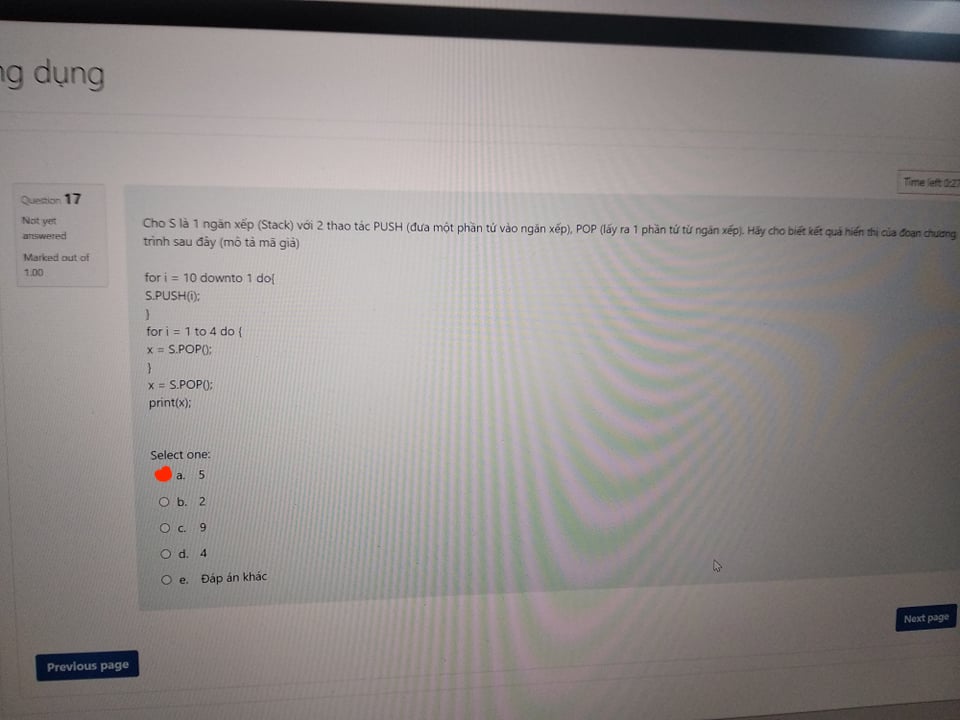 ng dụng
Time left 0:27
Question 17
Not yet
answered
Marked out of
1.00
Cho S là 1 ngăn xếp (Stack) với 2 thao tác PUSH (đưa một phần tử vào ngăn xếp), POP (lấy ra 1 phần tử từ ngăn xếp). Hãy cho biết kết quả hiển thị của đoạn chương
trình sau đây (mô tả mã giả)
for i = 10 downto 1 do{
S.PUSH(i);
}
for i = 1 to 4 do {
x = S.POP();
}
x = S.POP();
print(x);
Select one:
a. 5
b. 2
c. 9
d. 4
e. Đáp án khác
Next page
Previous page